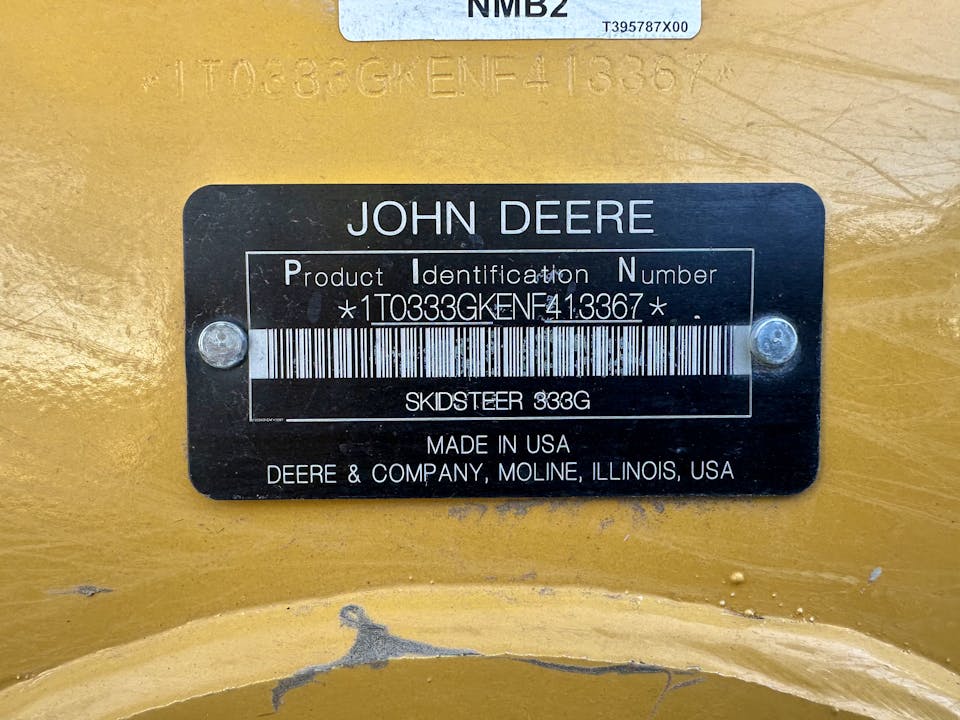 NMB2
T395787X00
*1T0333GKENF413367*
JOHN DEERE
Product Identification Number
*1T0333GKENF413367*
SKIDSTEER 333G
MADE IN USA
DEERE & COMPANY, MOLINE, ILLINOIS, USA